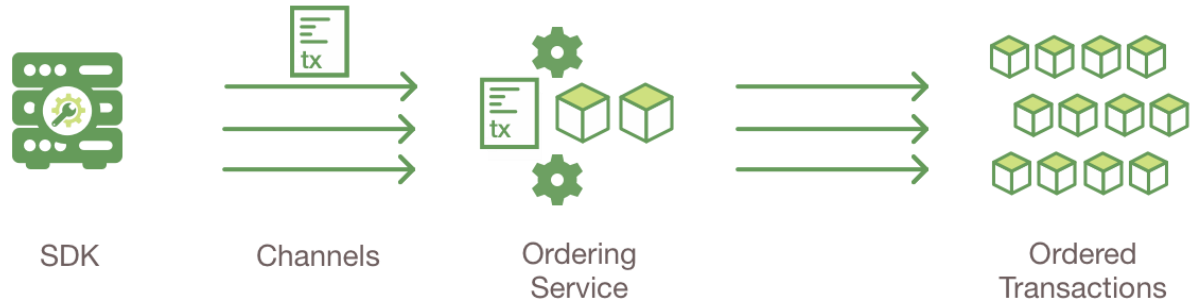 tx
tx
SDK
Channels
Ordering
Service
Ordered
Transactions